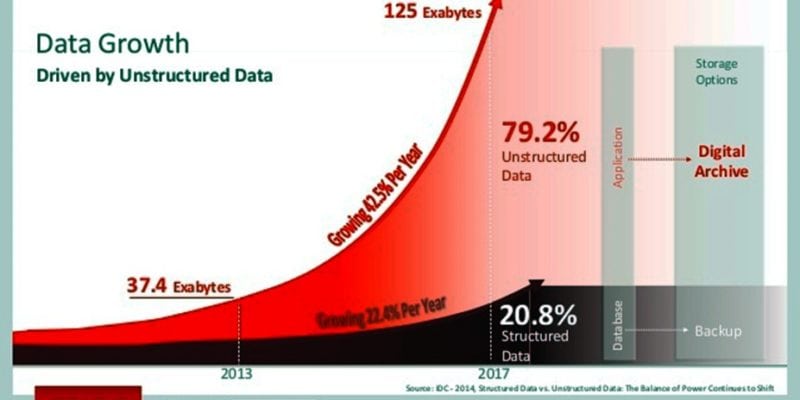 125 Exabytes
Data Growth
Driven by Unstructured Data
Storage
Options
79.2%
Unstructured
Data
Application
Digital
Archive
Growing 42.5% Per Year
37.4 Exabytes
Growing 22.4% Per Year
20.8%
Structured
Data
Database
Backup
2013
2017
Source: IDC - 2014, Structured Data vs. Unstructured Data: The Balance of Power Continues to Shift